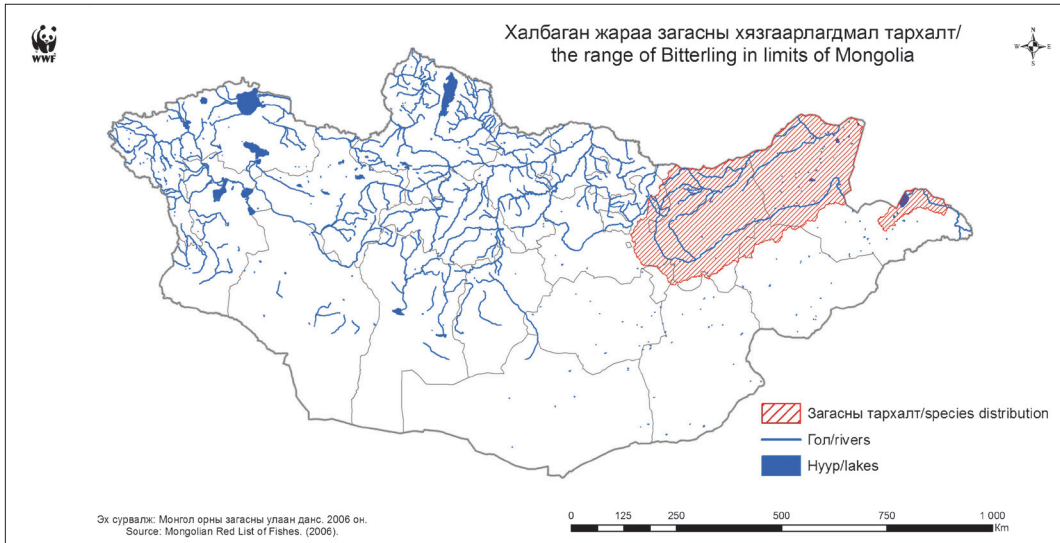 Халбаган жараа загасны хязгаарлагдмал тархалт/
the range of Bitterling in limits of Mongolia
WWF
N
W E
S
Загасны тархалт/species distribution
Гол/rivers
Нуур/lakes
Эх сурвалж: Монгол орны загасны улаан данс. 2006 он.
Source: Mongolian Red List of Fishes. (2006).
0 125 250 500 750 1 000
Km